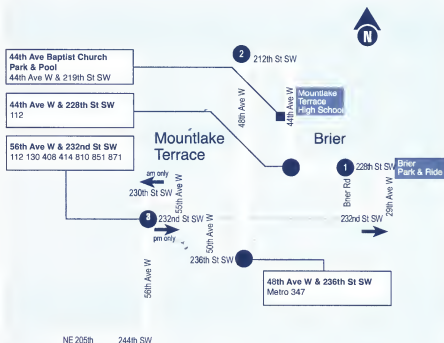 N
44th Ave Baptist Church
Park & Pool
44th Ave W & 219th St SW
2
212th St SW
48th Ave W
44th Ave W
Mountlake
Terrace
High School
44th Ave W & 228th St SW
112
Mountlake
Terrace
Brier
56th Ave W & 232nd St SW
112 130 408 414 810 851 871
1
228th St SW
Brier
Park & Ride
Brier Rd
29th Ave W
am only
230th St SW
55th Ave W
3
232nd St SW
pm only
50th Ave W
232nd St SW
236th St SW
56th Ave W
48th Ave W & 236th St SW
Metro 347
NE 205th
244th SW